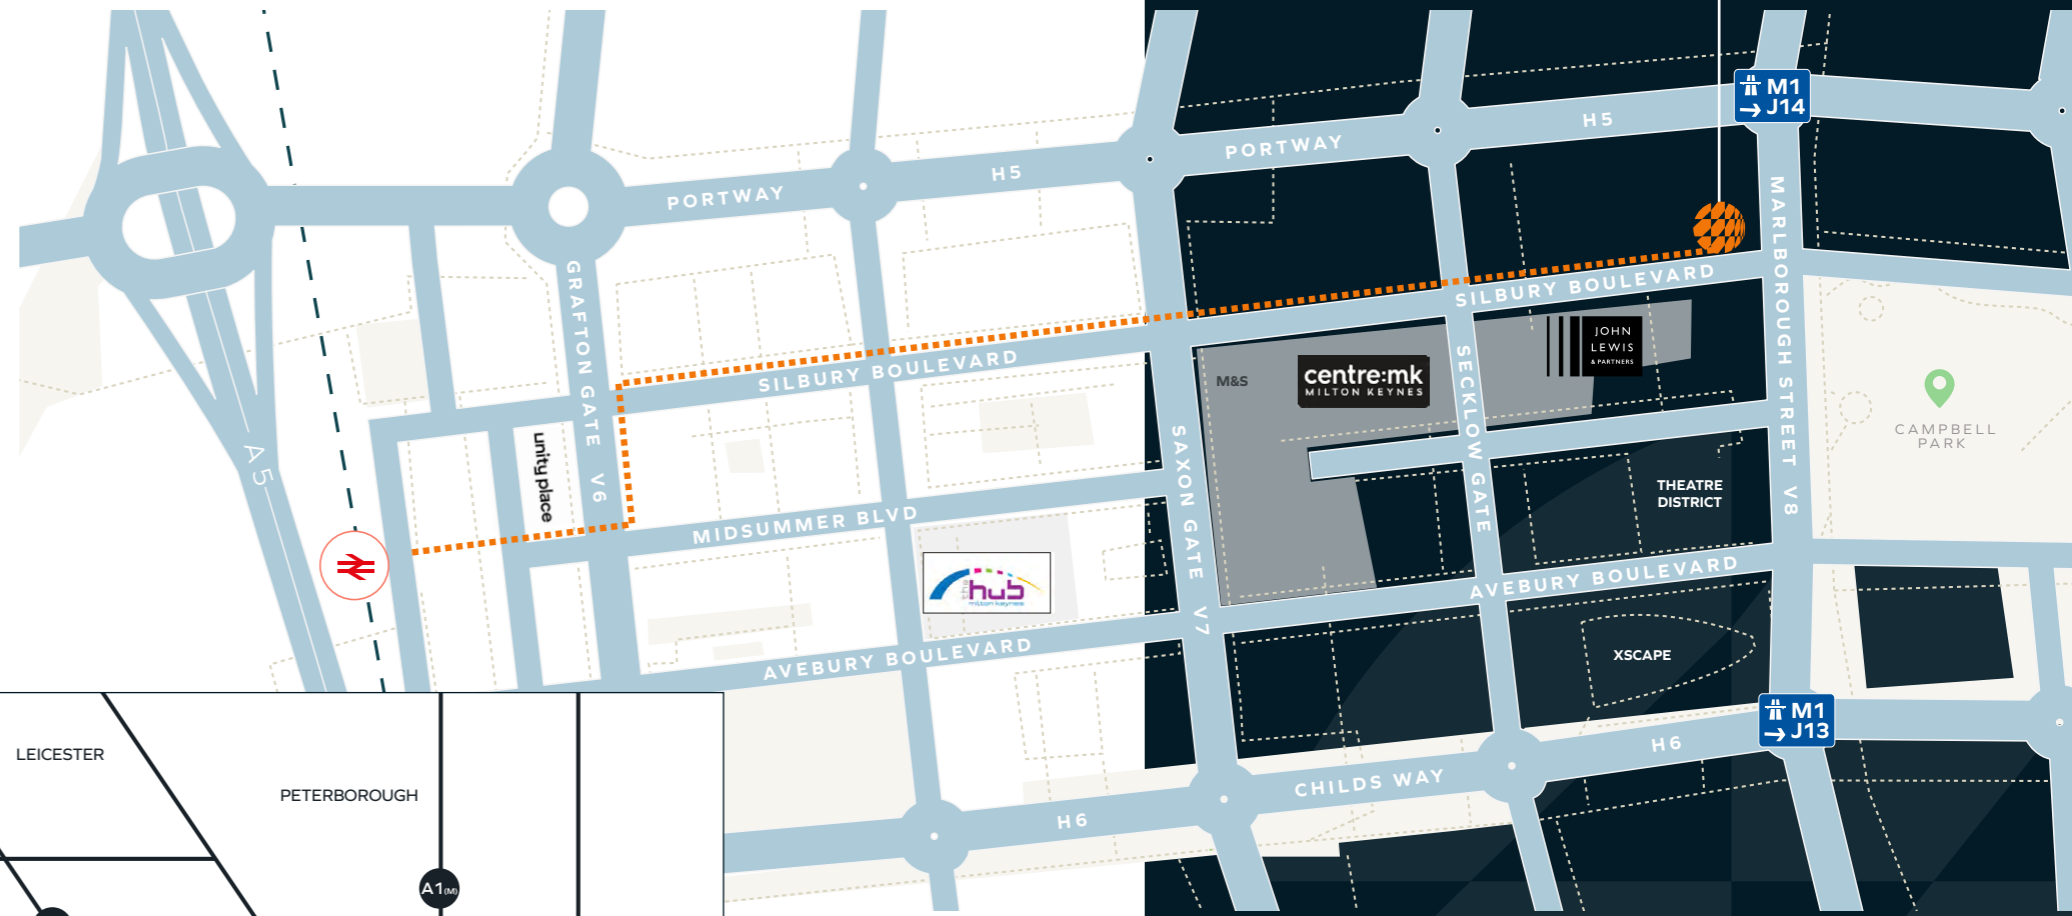 M1
J14
H5
PORTWAY
H5
PORTWAY
MARLBOROUGH STREET V8
GRAFTON GATE V6
SILBURY BOULEVARD
SILBURY BOULEVARD
JOHN
LEWIS
& PARTNERS
M&S
centre:mk
MILTON KEYNES
SECKLOW GATE
CAMPBELL
PARK
A5
unity place
SAXON GATE V7
THEATRE
DISTRICT
MIDSUMMER BLVD
the hub
milton keynes
AVEBURY BOULEVARD
AVEBURY BOULEVARD
XSCAPE
M1
J13
H6
CHILDS WAY
H6
LEICESTER
PETERBOROUGH
A1(M)